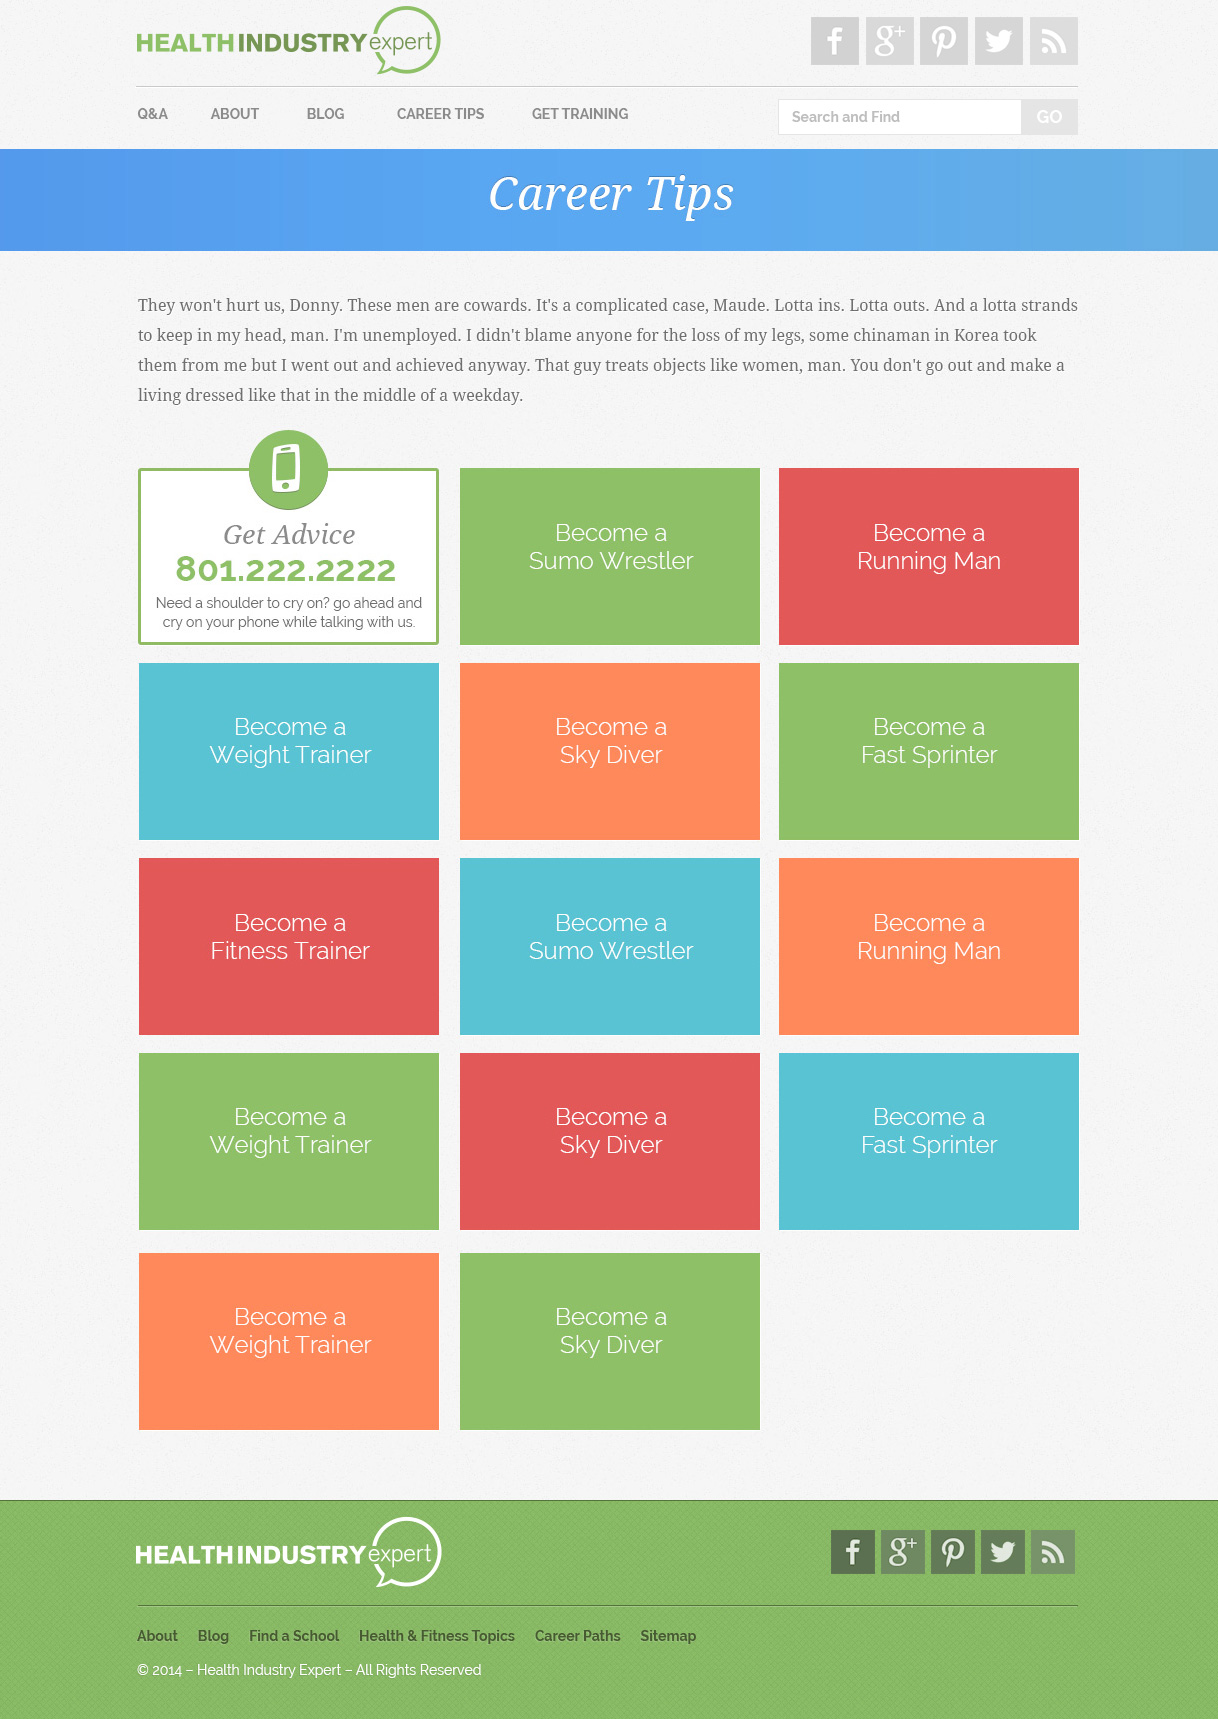 HEALTH INDUSTRY expert
Q&A ABOUT BLOG CAREER TIPS GET TRAINING
Search and Find GO
Career Tips
They won't hurt us, Donny. These men are cowards. It's a complicated case, Maude. Lotta ins. Lotta outs. And a lotta strands
to keep in my head, man. I'm unemployed. I didn't blame anyone for the loss of my legs, some chinaman in Korea took
them from me but I went out and achieved anyway. That guy treats objects like women, man. You don't go out and make a
living dressed like that in the middle of a weekday.
Get Advice
801.222.2222
Need a shoulder to cry on? go ahead and
cry on your phone while talking with us.
Become a
Sumo Wrestler
Become a
Running Man
Become a
Weight Trainer
Become a
Sky Diver
Become a
Fast Sprinter
Become a
Fitness Trainer
Become a
Sumo Wrestler
Become a
Running Man
Become a
Weight Trainer
Become a
Sky Diver
Become a
Fast Sprinter
Become a
Weight Trainer
Become a
Sky Diver
HEALTH INDUSTRY expert
About Blog Find a School Health & Fitness Topics Career Paths Sitemap
© 2014 – Health Industry Expert – All Rights Reserved